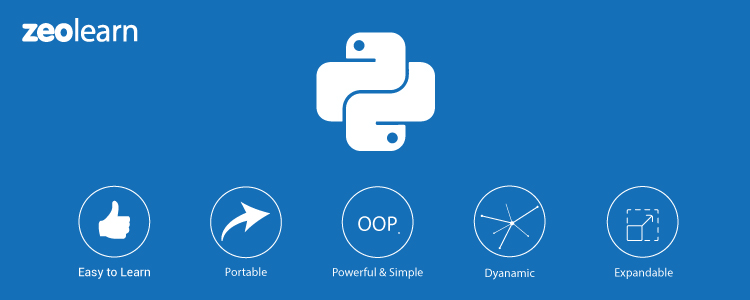 zeolearn
OOP.
Easy to Learn
Portable
Powerful & Simple
Dyanamic
Expandable